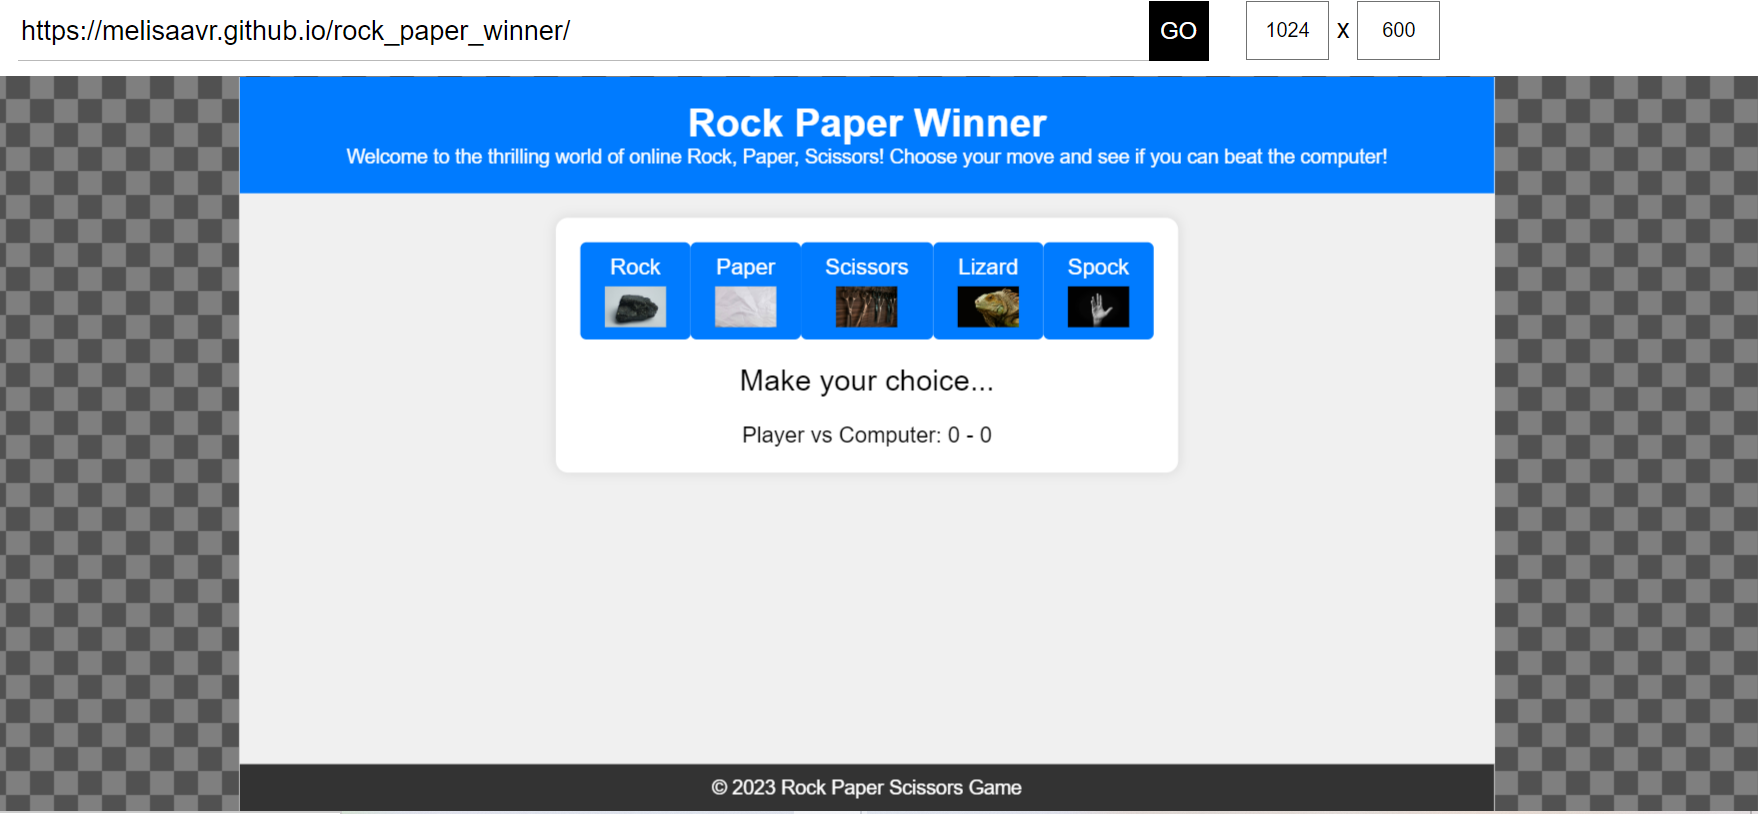 https://melisaavr.github.io/rock_paper_winner/ GO 1024 X 600
Rock Paper Winner
Welcome to the thrilling world of online Rock, Paper, Scissors! Choose your move and see if you can beat the computer!
Rock Paper Scissors Lizard Spock
Make your choice...
Player vs Computer: 0 - 0
© 2023 Rock Paper Scissors Game